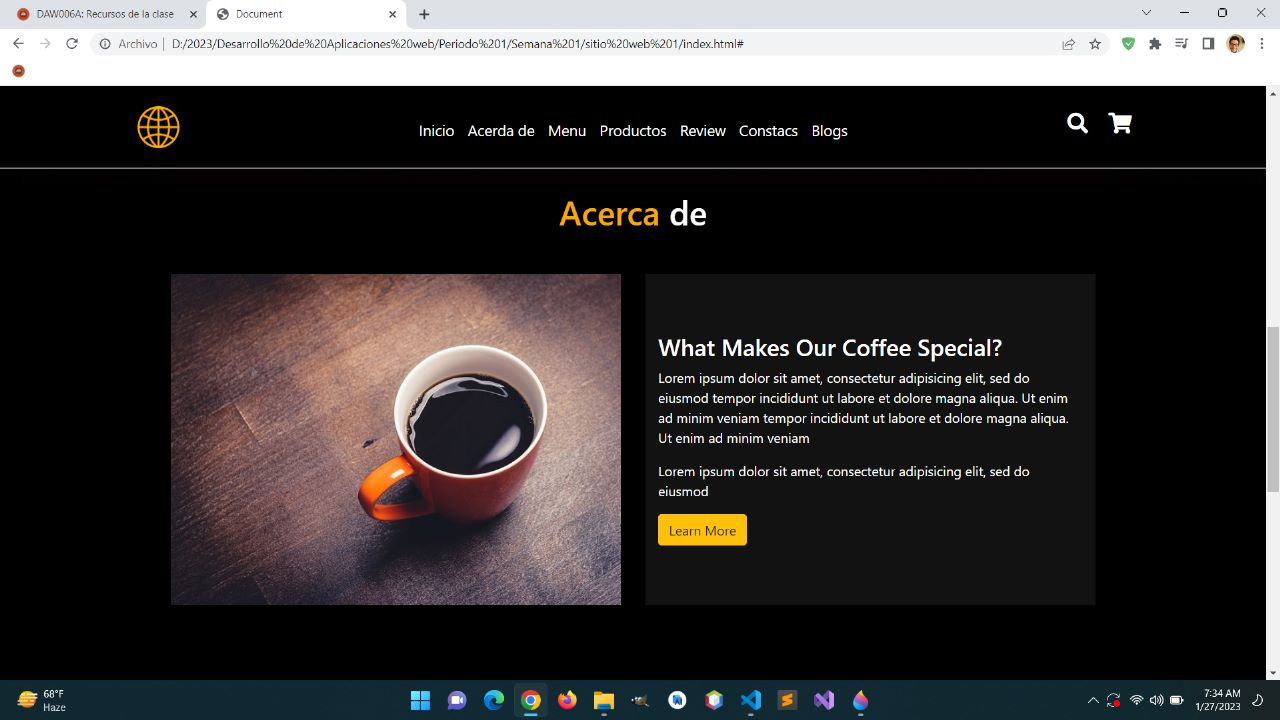 DAW006A: Recursos de la clase
Document
Archivo
D:/2023/Desarrollo%20de%20Aplicaciones%20web/Periodo%201/Semana%201/sitio%20web%201/index.html#
Inicio Acerda de Menu Productos Review Constacs Blogs
Acerca de
What Makes Our Coffee Special?
Lorem ipsum dolor sit amet, consectetur adipisicing elit, sed do
eiusmod tempor incididunt ut labore et dolore magna aliqua. Ut enim
ad minim veniam tempor incididunt ut labore et dolore magna aliqua.
Ut enim ad minim veniam
Lorem ipsum dolor sit amet, consectetur adipisicing elit, sed do
eiusmod
Learn More
68°F
Haze
7:34 AM
1/27/2023